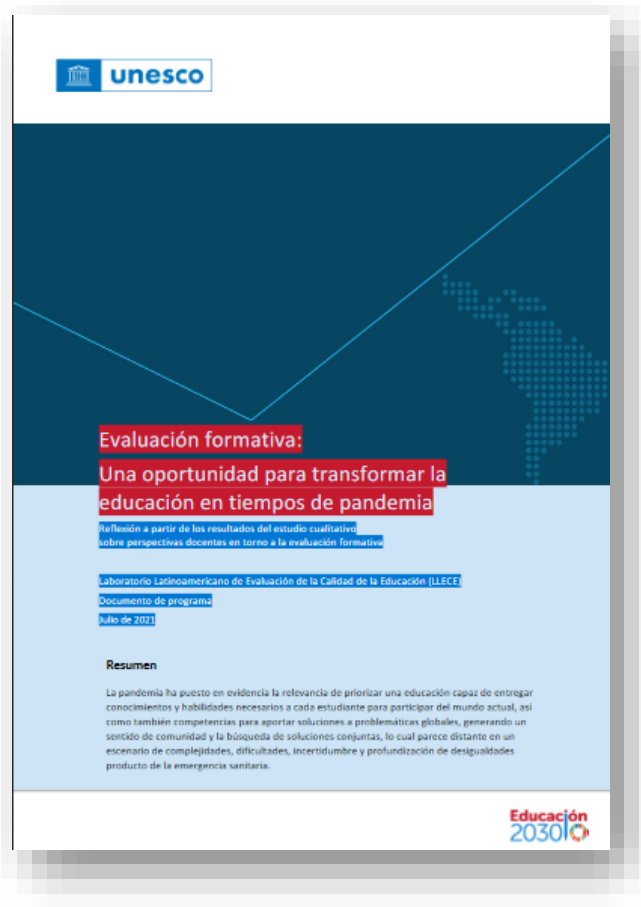 unesco
Evaluación formativa:
Una oportunidad para transformar la
educación en tiempos de pandemia
Reflexión a partir de los resultados del estudio cualitativo
sobre perspectivas docentes en torno a la evaluación formativa
Laboratorio Latinoamericano de Evaluación de la Calidad de la Educación (LLECE)
Documento de programa
Julio de 2021
Resumen
La pandemia ha puesto en evidencia la relevancia de priorizar una educación capaz de entregar
conocimientos y habilidades necesarios a cada estudiante para participar del mundo actual, así
como también competencias para aportar soluciones a problemáticas globales, generando un
sentido de comunidad y la búsqueda de soluciones conjuntas, lo cual parece distante en un
escenario de complejidades, dificultades, incertidumbre y profundización de desigualdades
producto de la emergencia sanitaria.
Educación
2030